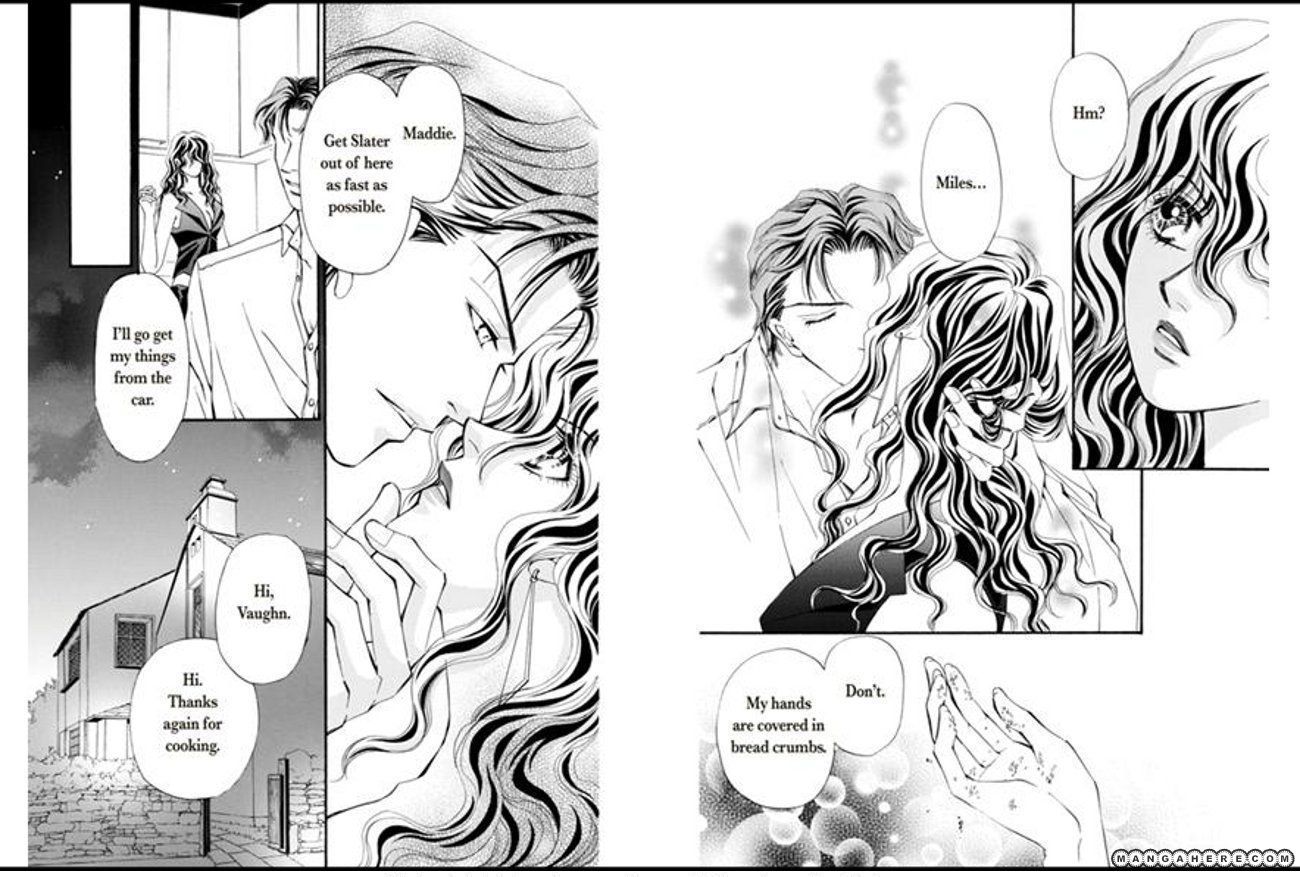 Hm?
Miles...
Don't.
My hands
are covered in
bread crumbs.
Maddie.
Get Slater
out of here
as fast as
possible.
I'll go get
my things
from the
car.
Hi,
Vaughn.
Hi.
Thanks
again for
cooking.
MANGAHERE.COM